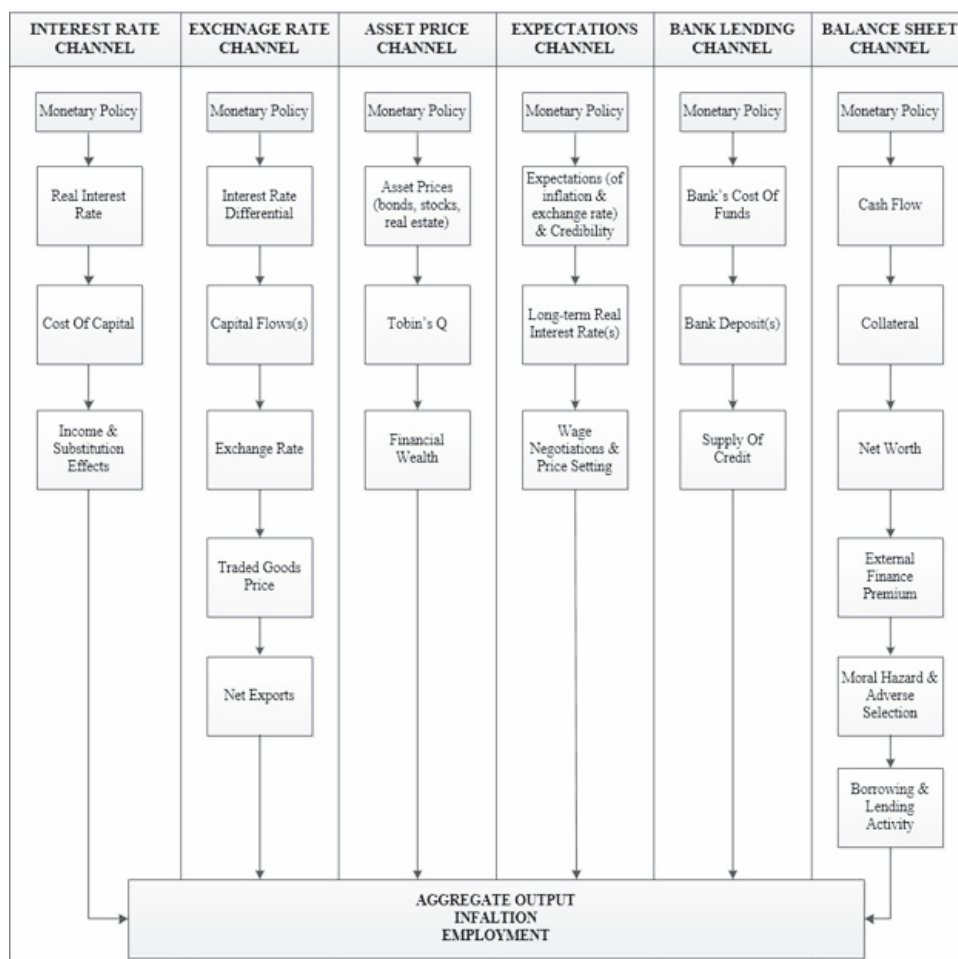 INTEREST RATE
CHANNEL
EXCHNAGE RATE
CHANNEL
ASSET PRICE
CHANNEL
EXPECTATIONS
CHANNEL
BANK LENDING
CHANNEL
BALANCE SHEET
CHANNEL
Monetary Policy
Monetary Policy
Monetary Policy
Monetary Policy
Monetary Policy
Monetary Policy
Real Interest
Rate
Interest Rate
Differential
Asset Prices
(bonds, stocks,
real estate)
Expectations (of
inflation &
exchange rate)
& Credibility
Bank's Cost Of
Funds
Cash Flow
Cost Of Capital
Capital Flows(s)
Tobin's Q
Long-term Real
Interest Rate(s)
Bank Deposit(s)
Collateral
Income &
Substitution
Effects
Exchange Rate
Financial
Wealth
Wage
Negotiations &
Price Setting
Supply Of
Credit
Net Worth
Traded Goods
Price
External
Finance
Premium
Net Exports
Moral Hazard &
Adverse
Selection
Borrowing &
Lending
Activity
AGGREGATE OUTPUT
INFALTION
EMPLOYMENT